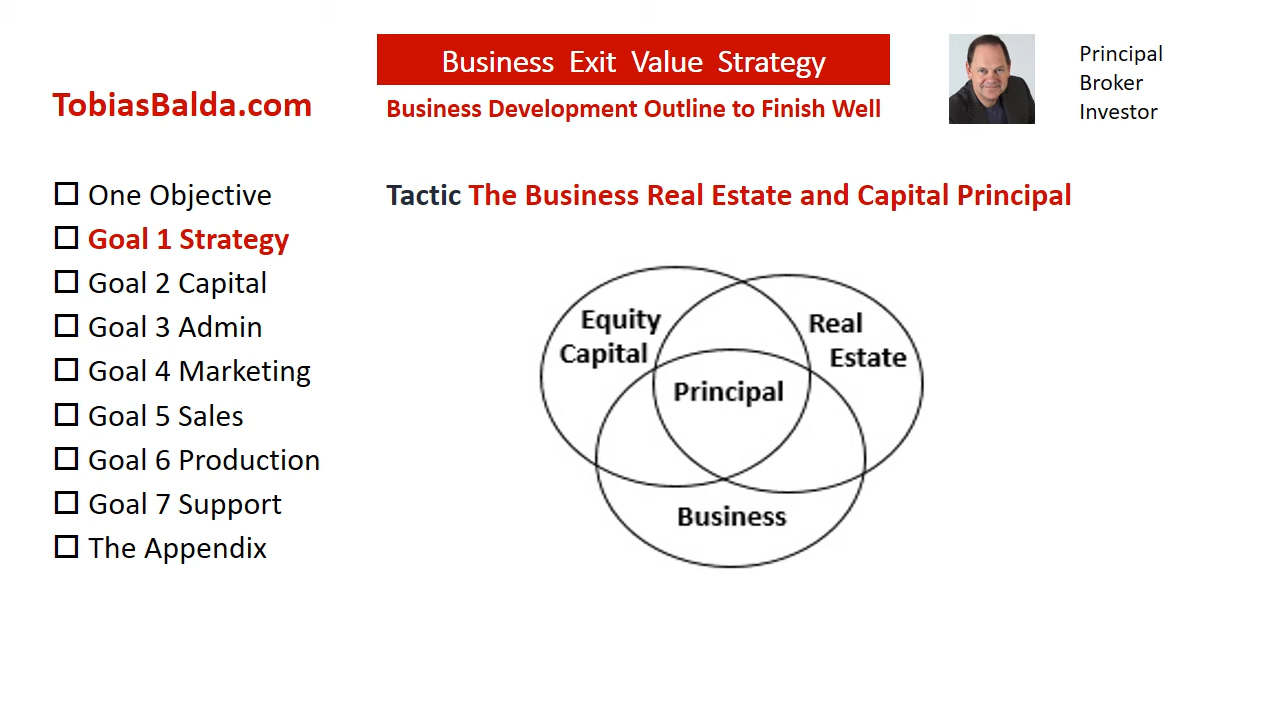 Business Exit Value Strategy
Business Development Outline to Finish Well
TobiasBalda.com
Principal
Broker
Investor
One Objective
Goal 1 Strategy
Goal 2 Capital
Goal 3 Admin
Goal 4 Marketing
Goal 5 Sales
Goal 6 Production
Goal 7 Support
The Appendix
Tactic The Business Real Estate and Capital Principal
Equity
Capital
Real
Estate
Principal
Business